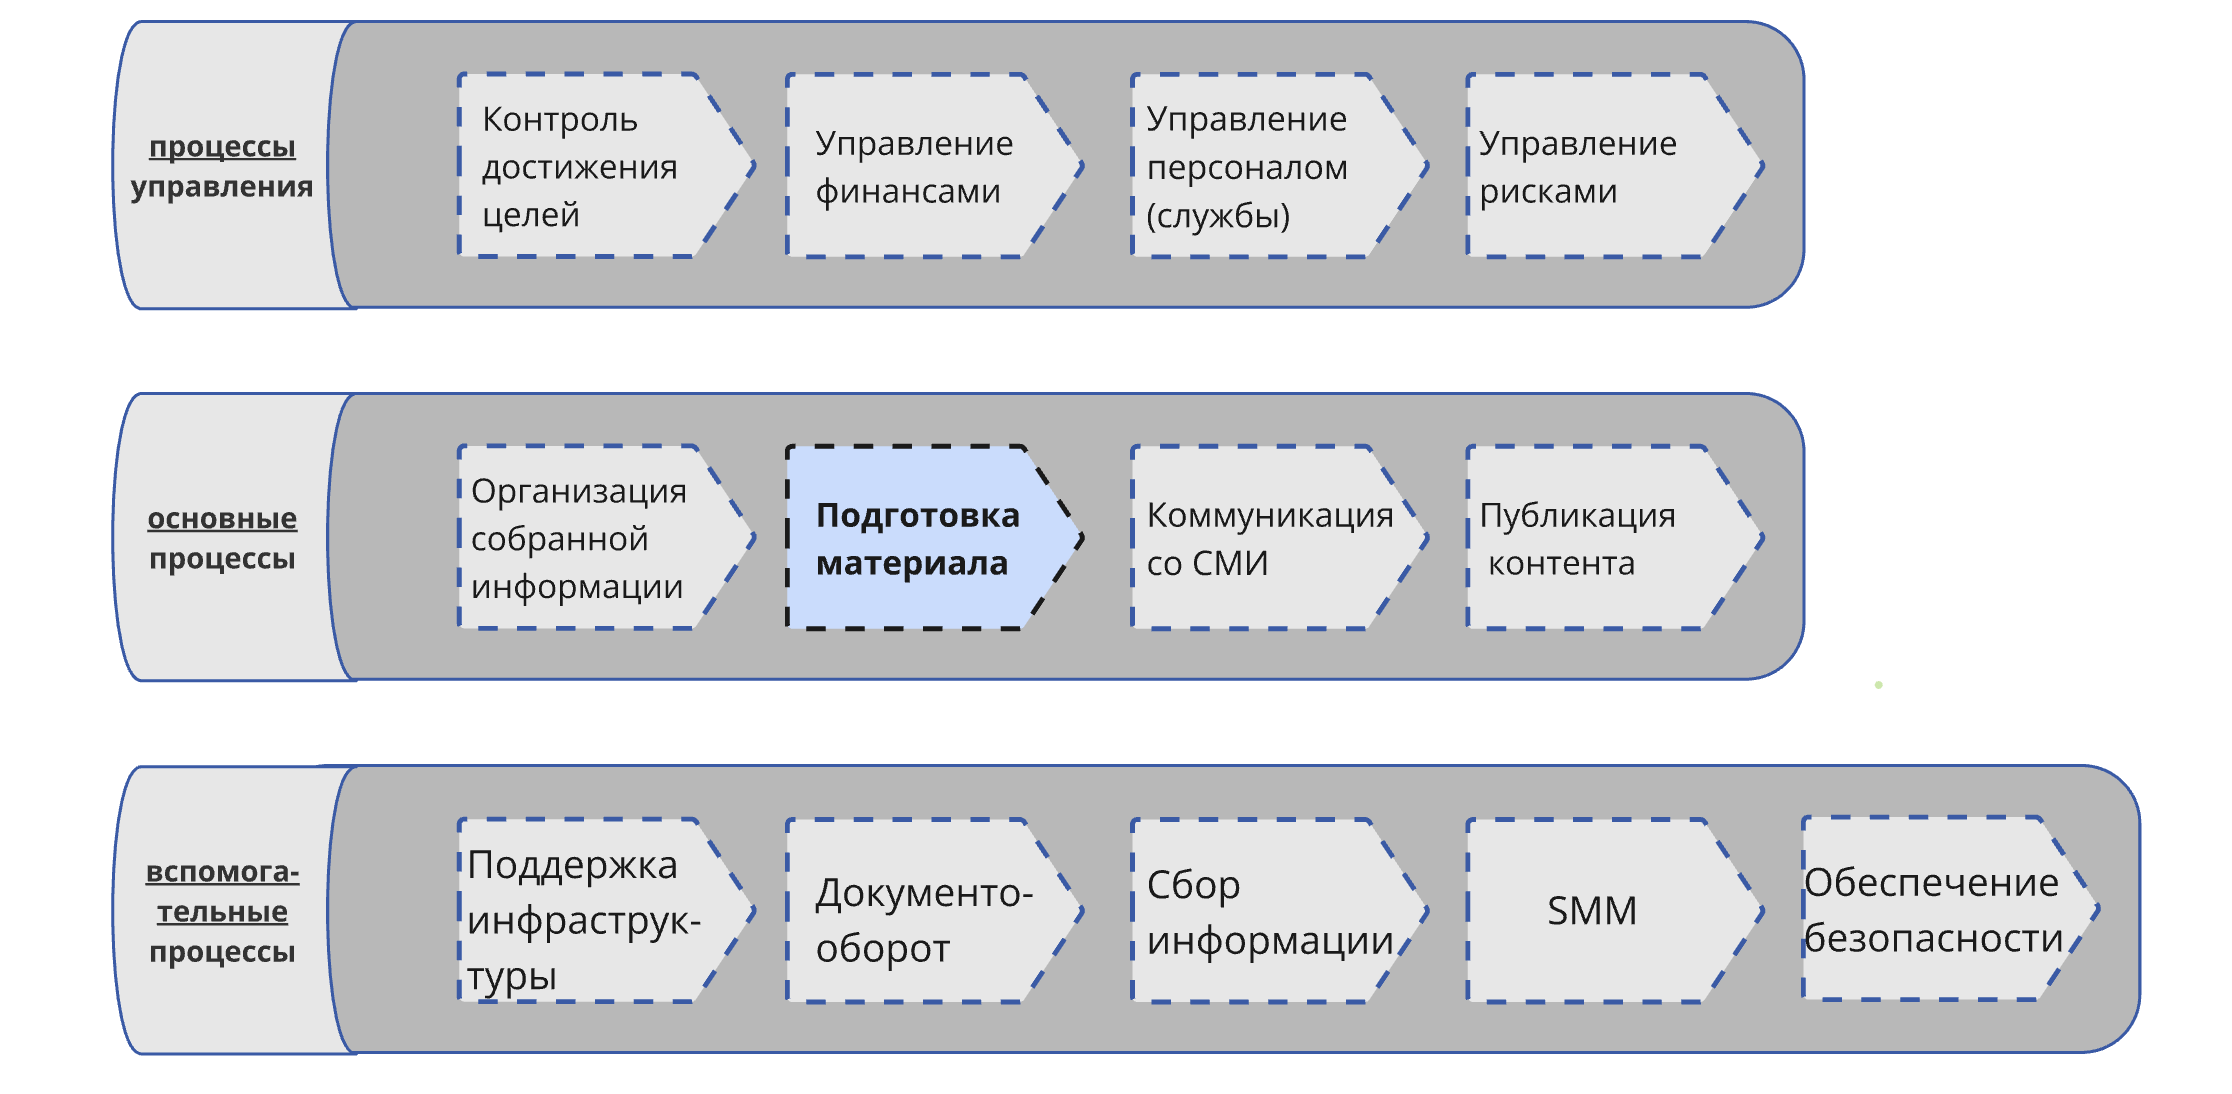 процессы
управления
Контроль
достижения
целей
Управление
финансами
Управление
персоналом
(службы)
Управление
рисками
основные
процессы
Организация
собранной
информации
Подготовка
материала
Коммуникация
со СМИ
Публикация
контента
вспомога-
тельные
процессы
Поддержка
инфраструк-
туры
Документо-
оборот
Сбор
информации
SMM
Обеспечение
безопасности